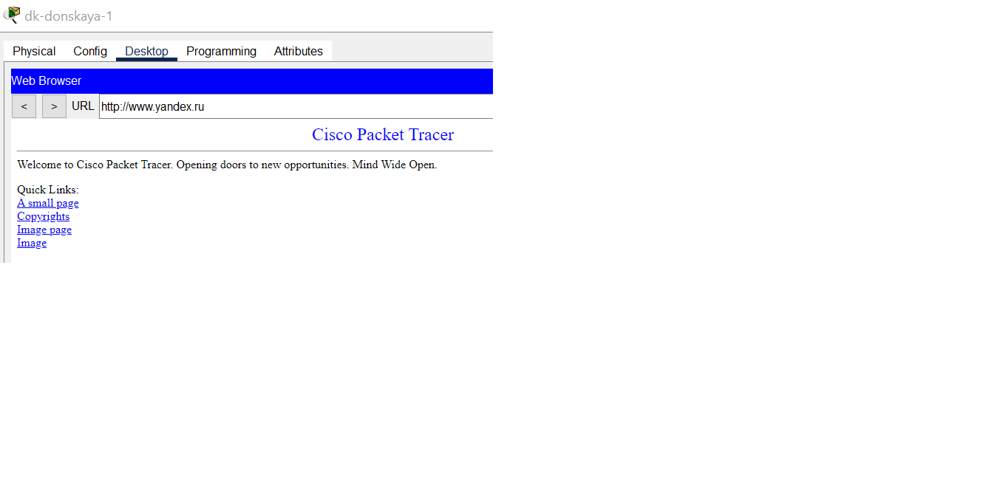 dk-donskaya-1
Physical Config Desktop Programming Attributes
Web Browser
< > URL http://www.yandex.ru
Cisco Packet Tracer
Welcome to Cisco Packet Tracer. Opening doors to new opportunities. Mind Wide Open.
Quick Links:
A small page
Copyrights
Image page
Image